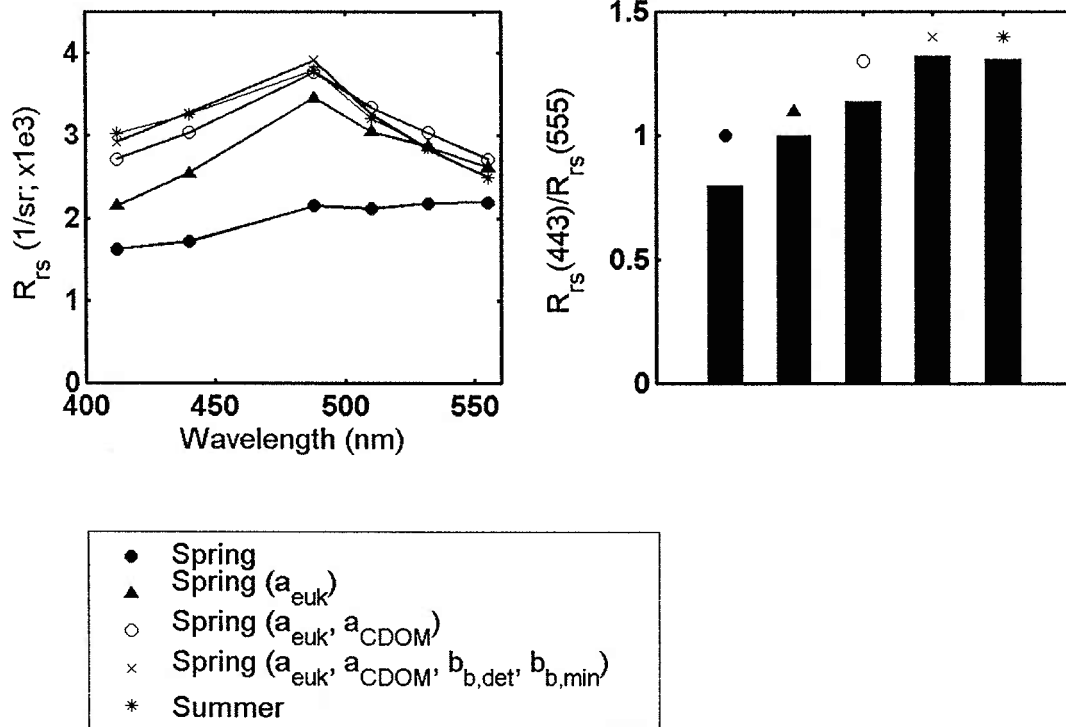 4
3
2
1
0
400
450
500
550
R_rs (1/sr; x1e3)
Wavelength (nm)
1.5
1
0.5
0
R_rs(443)/R_rs(555)
Spring
Spring (a_euk)
Spring (a_euk, a_CDOM)
Spring (a_euk, a_CDOM, b_b,det, b_b,min)
Summer